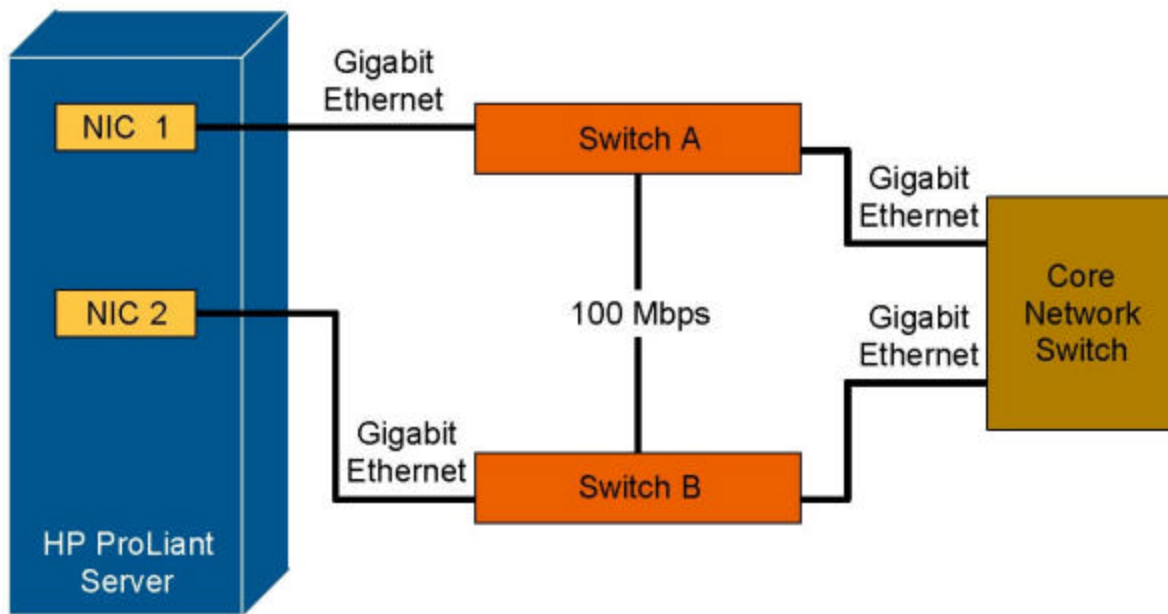 Gigabit
Ethernet
NIC 1
Switch A
Gigabit
Ethernet
NIC 2
100 Mbps
Core
Network
Switch
Gigabit
Ethernet
Gigabit
Ethernet
Switch B
HP ProLiant
Server